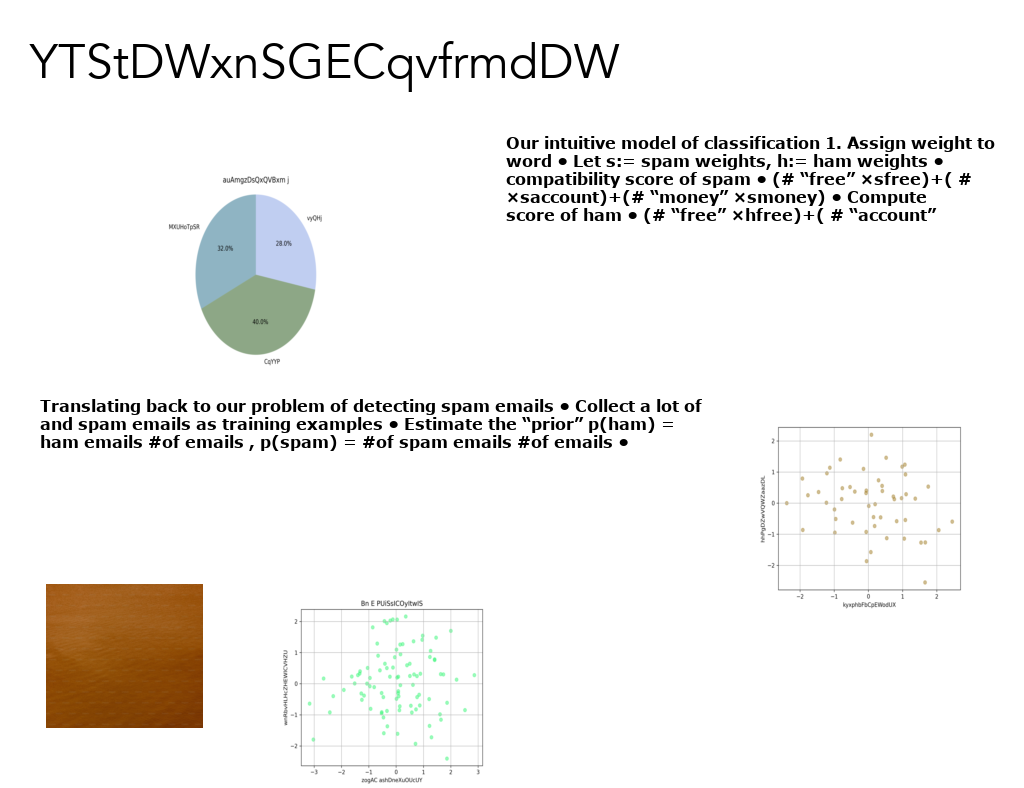 YTStDWxnSGECqvfrmdDW
Our intuitive model of classification 1. Assign weight to
word ● Let s:= spam weights, h:= ham weights ●
compatibility score of spam ● (# “free” ×sfree)+( #
×saccount)+(# “money” ×smoney) ● Compute
score of ham ● (# “free” ×hfree)+( # “account”
auAmgzDsQxQVBxm j
vyQHj
MXUHoTpSR
28.0%
32.0%
40.0%
CqYYP
Translating back to our problem of detecting spam emails ● Collect a lot of
and spam emails as training examples ● Estimate the “prior” p(ham) =
ham emails #of emails , p(spam) = #of spam emails #of emails ●
2
1
0
−1
−2
−2 −1 0 1 2
kyxphbFbCpEWodUX
Bn E PUiSsICOyitwIS
2
1
0
−1
−2
−3 −2 −1 0 1 2 3
zogAC ashDneXuOUcUY